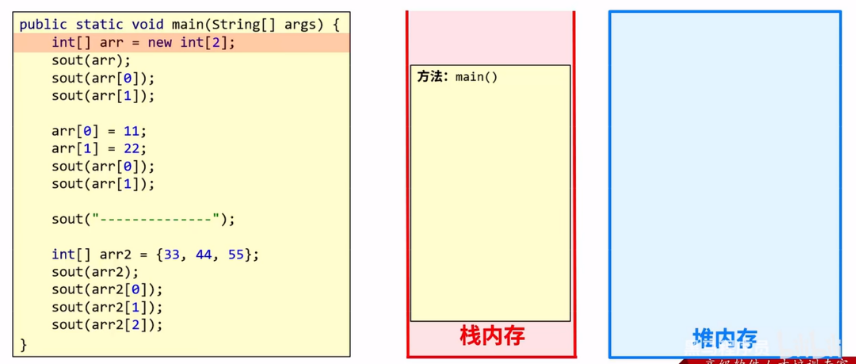 public static void main(String[] args) {
int[] arr = new int[2];
sout(arr);
sout(arr[0]);
sout(arr[1]);
arr[0] = 11;
arr[1] = 22;
sout(arr[0]);
sout(arr[1]);
sout("--------------");
int[] arr2 = {33, 44, 55};
sout(arr2);
sout(arr2[0]);
sout(arr2[1]);
sout(arr2[2]);
}
方法：main()
栈内存
堆内存